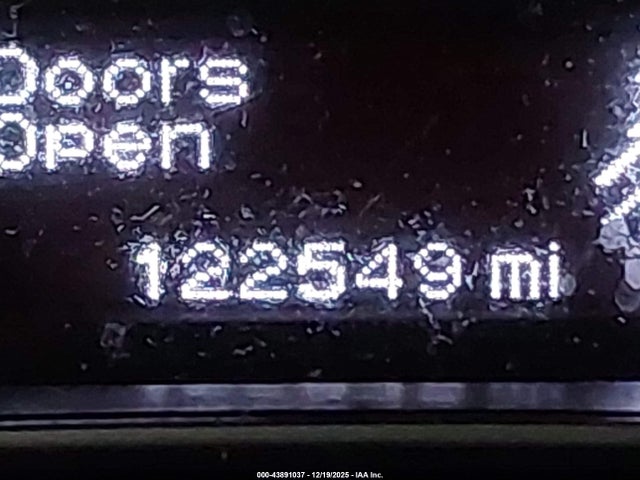 Doors
Open
122549 mi
000-43891037 - 12/19/2025 - IAA Inc.